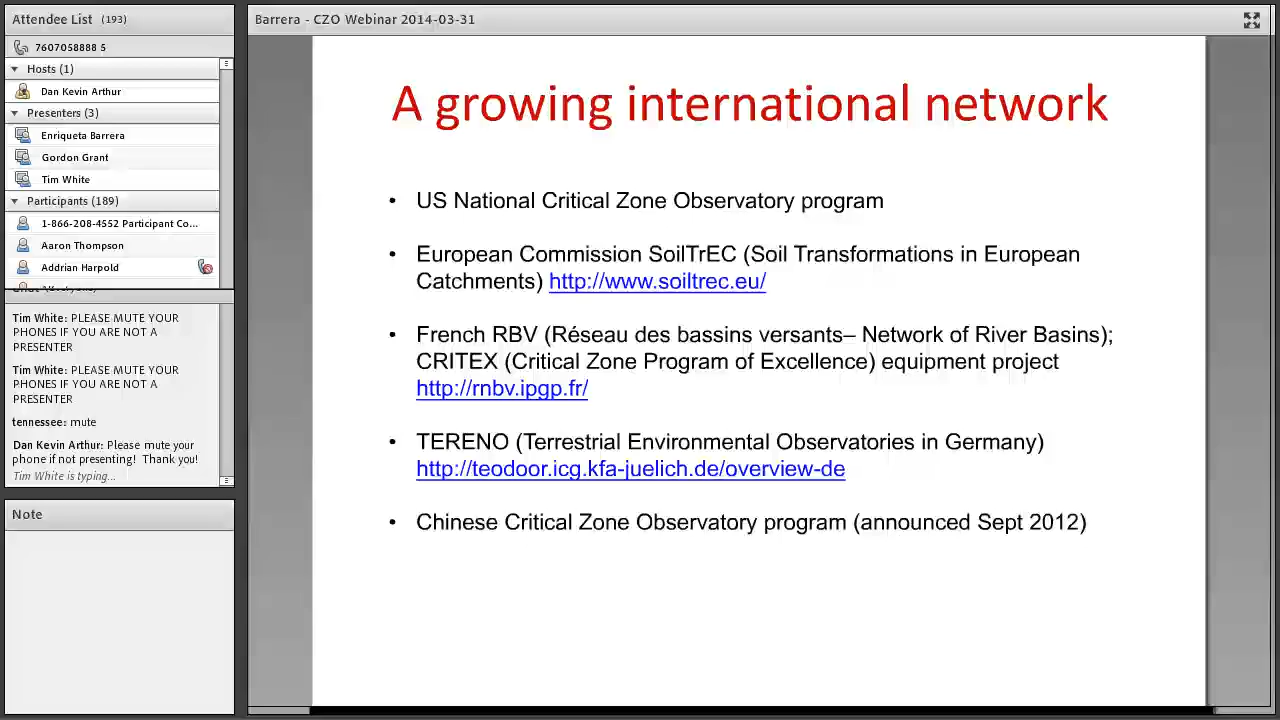 Attendee List (193)
7607058888 5
Hosts (1)
Dan Kevin Arthur
Presenters (3)
Enriqueta Barrera
Gordon Grant
Tim White
Participants (189)
1-866-208-4552 Participant Co...
Aaron Thompson
Addrian Harpold
Tim White: PLEASE MUTE YOUR
PHONES IF YOU ARE NOT A
PRESENTER
Tim White: PLEASE MUTE YOUR
PHONES IF YOU ARE NOT A
PRESENTER
tennessee: mute
Dan Kevin Arthur: Please mute your
phone if not presenting! Thank you!
Tim White is typing...
Note
Barrera - CZO Webinar 2014-03-31
A growing international network
• US National Critical Zone Observatory program
• European Commission SoilTrEC (Soil Transformations in European
Catchments) http://www.soiltrec.eu/
• French RBV (Réseau des bassins versants– Network of River Basins);
CRITEX (Critical Zone Program of Excellence) equipment project
http://rnbv.ipgp.fr/
• TERENO (Terrestrial Environmental Observatories in Germany)
http://teodoor.icg.kfa-juelich.de/overview-de
• Chinese Critical Zone Observatory program (announced Sept 2012)